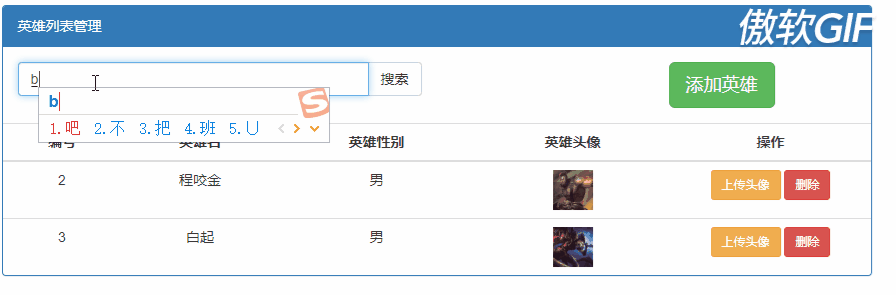 英雄列表管理
傲软GIF
b
搜索
添加英雄
b
1.吧 2.不 3.把 4.班 5.凵
编号 英雄名 英雄性别 英雄头像 操作
2 程咬金 男 上传头像 删除
3 白起 男 上传头像 删除